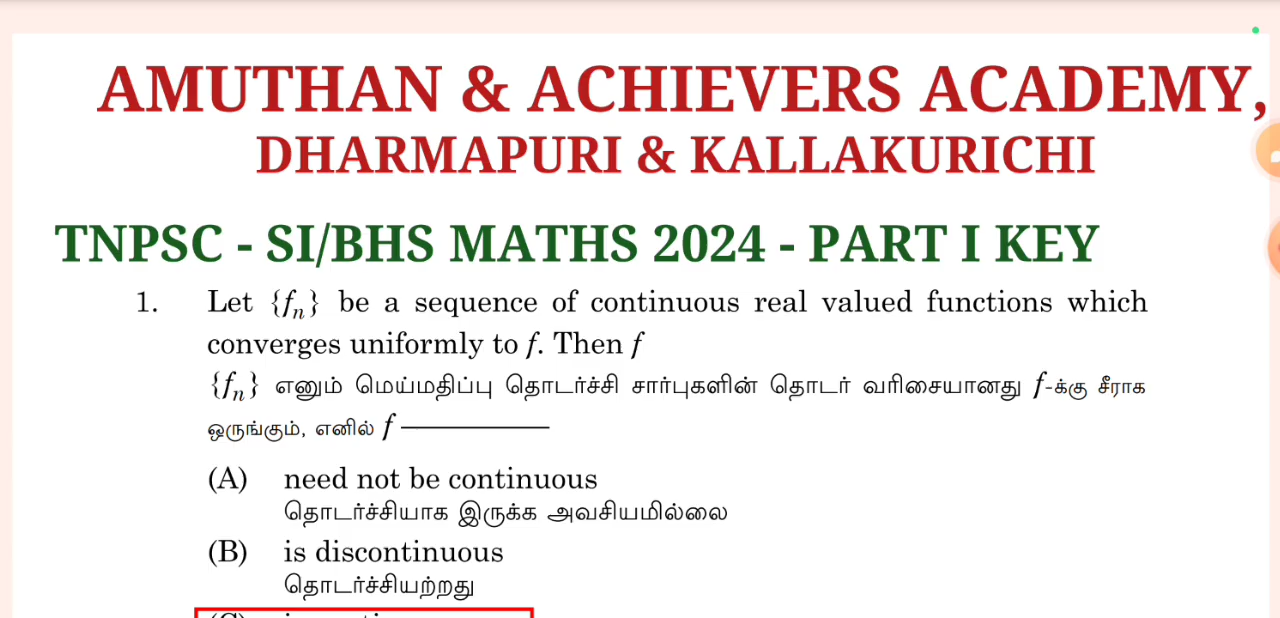 AMUTHAN & ACHIEVERS ACADEMY,
DHARMAPURI & KALLAKURICHI
TNPSC - SI/BHS MATHS 2024 - PART I KEY
1. Let {fn} be a sequence of continuous real valued functions which
converges uniformly to f. Then f
{fn} எனும் மெய்மதிப்பு தொடர்ச்சி சார்புகளின் தொடர் வரிசையானது f-க்கு சீராக
ஒருங்கும், எனில் f ________
(A) need not be continuous
தொடர்ச்சியாக இருக்க அவசியமில்லை
(B) is discontinuous
தொடர்ச்சியற்றது